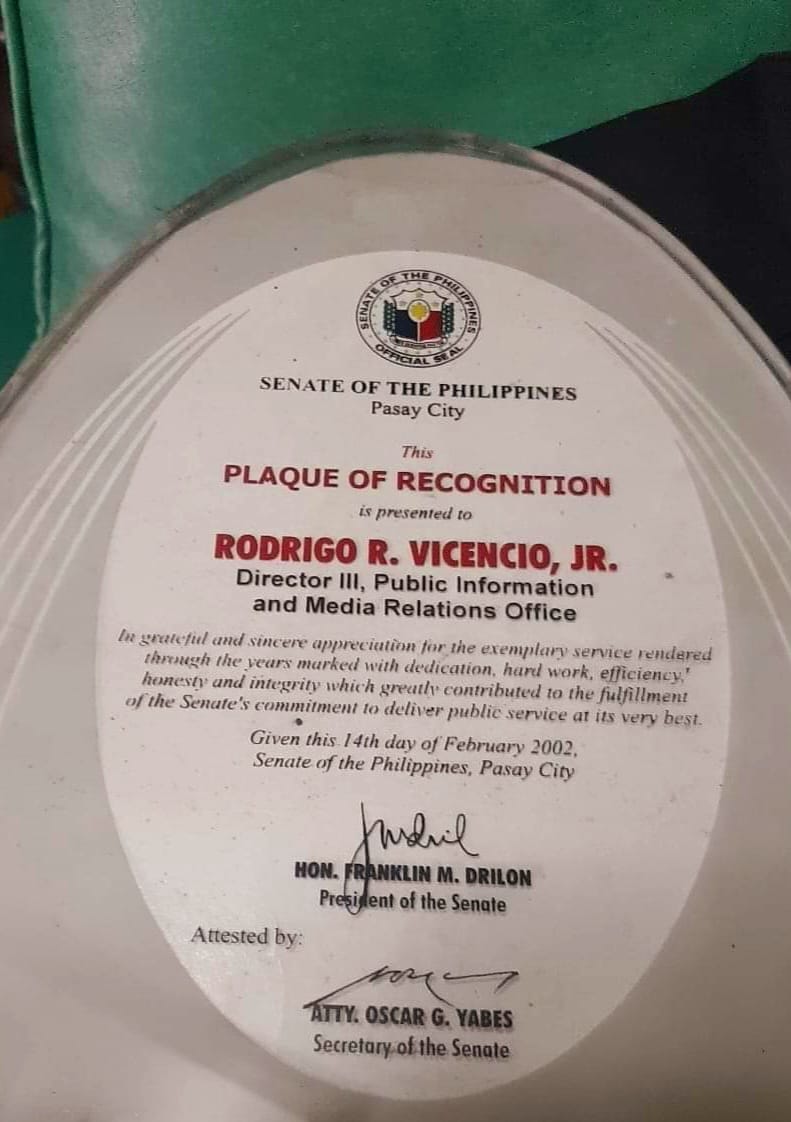 SENATE OF THE PHILIPPINES
OFFICIAL SEAL
SENATE OF THE PHILIPPINES
Pasay City
This
PLAQUE OF RECOGNITION
is presented to
RODRIGO R. VICENCIO, JR.
Director III, Public Information
and Media Relations Office
In grateful and sincere appreciation for the exemplary service rendered
through the years marked with dedication, hard work, efficiency,
honesty and integrity which greatly contributed to the fulfillment
of the Senate's commitment to deliver public service at its very best.
Given this 14th day of February 2002,
Senate of the Philippines, Pasay City
HON. FRANKLIN M. DRILON
President of the Senate
Attested by:
ATTY. OSCAR G. YABES
Secretary of the Senate